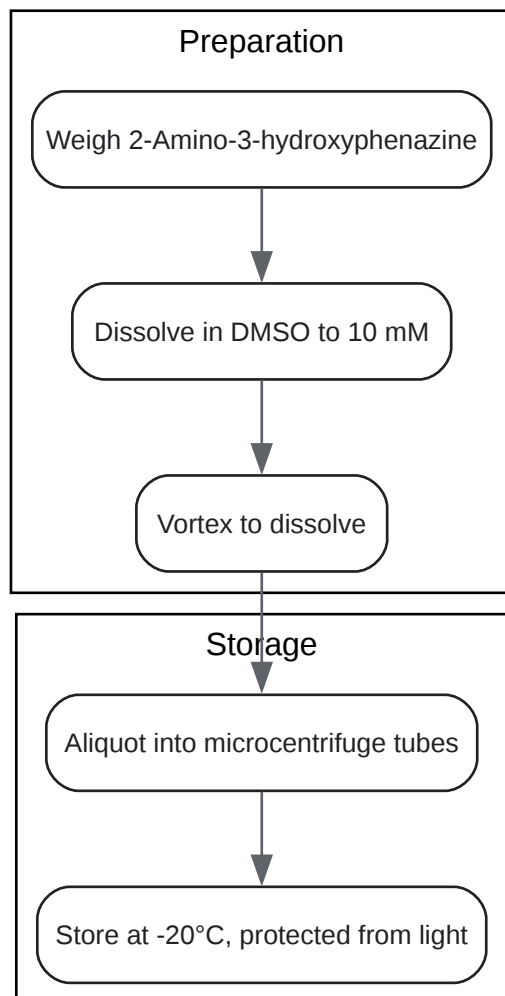 Preparation
Weigh 2-Amino-3-hydroxyphenazine
Dissolve in DMSO to 10 mM
Vortex to dissolve
Storage
Aliquot into microcentrifuge tubes
Store at -20°C, protected from light